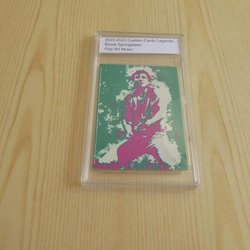 2022-2023 Custom Cards Legends
Bruce Springsteen
Pop Art Music